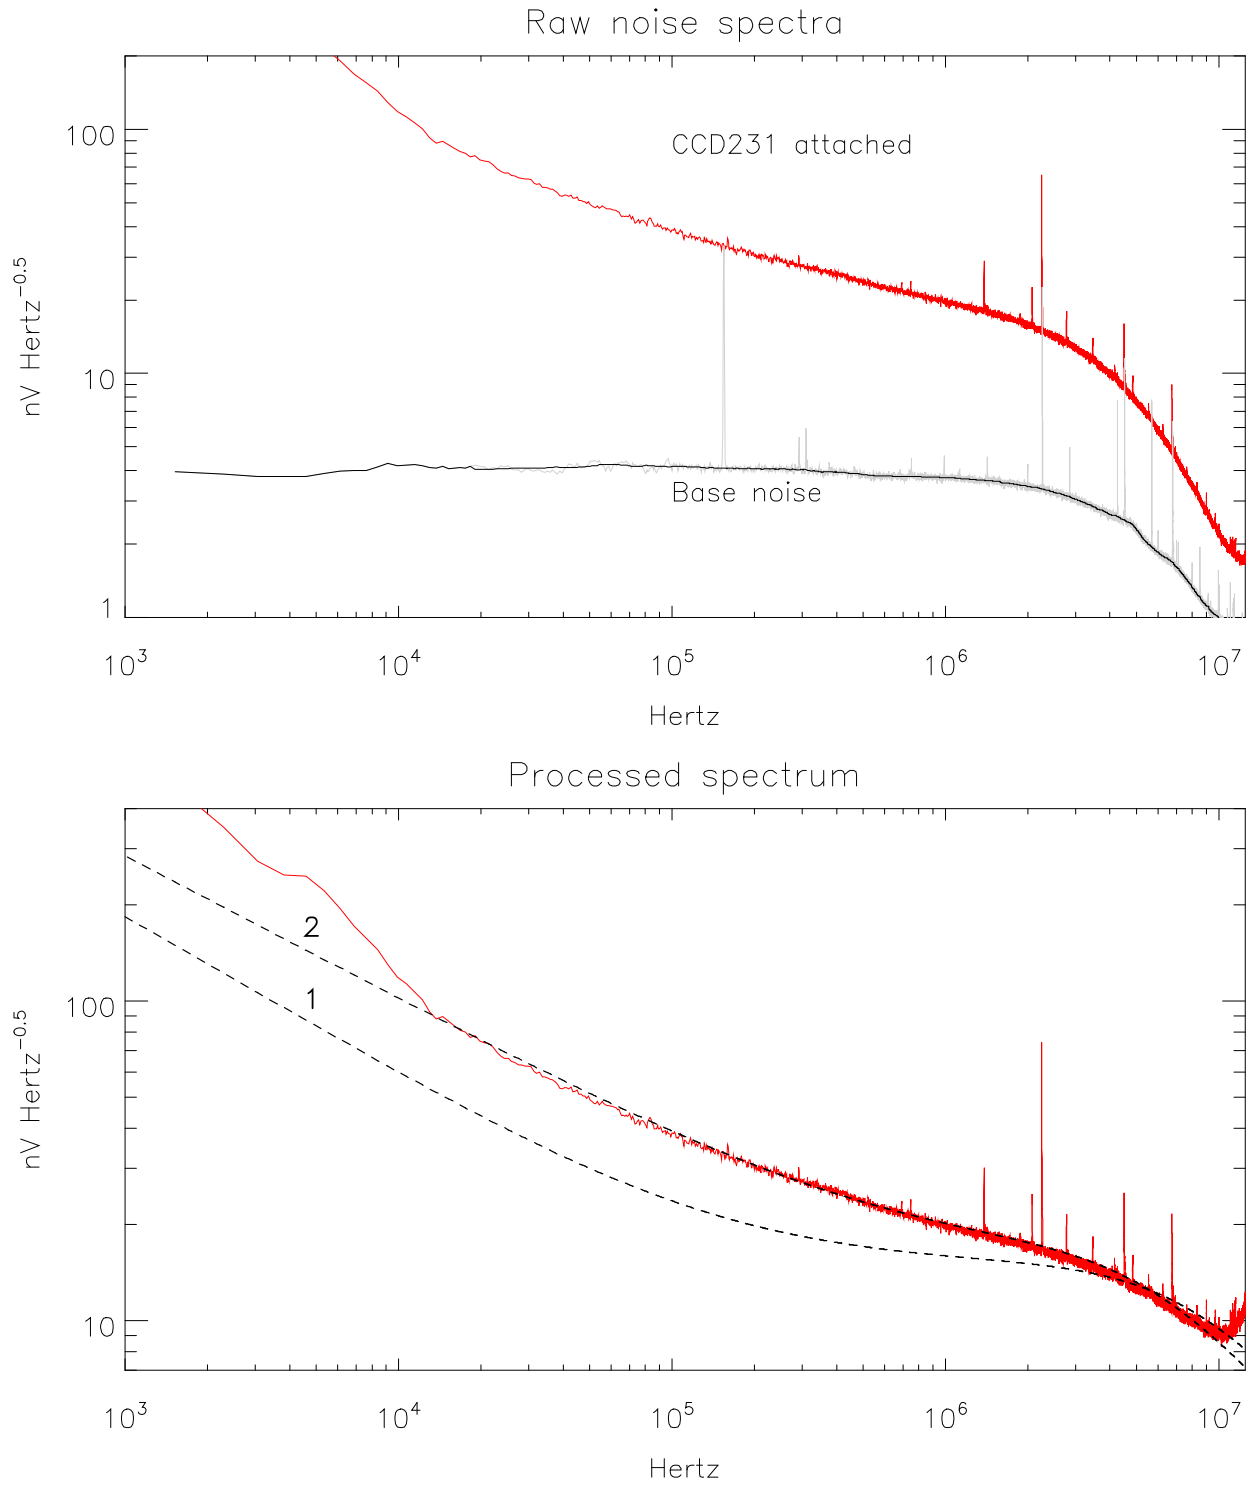 Raw noise spectra
CCD231 attached
Base noise
nV Hertz^-0.5
100
10
1
10^3 10^4 10^5 10^6 10^7
Hertz
Processed spectrum
2
1
nV Hertz^-0.5
100
10
10^3 10^4 10^5 10^6 10^7
Hertz